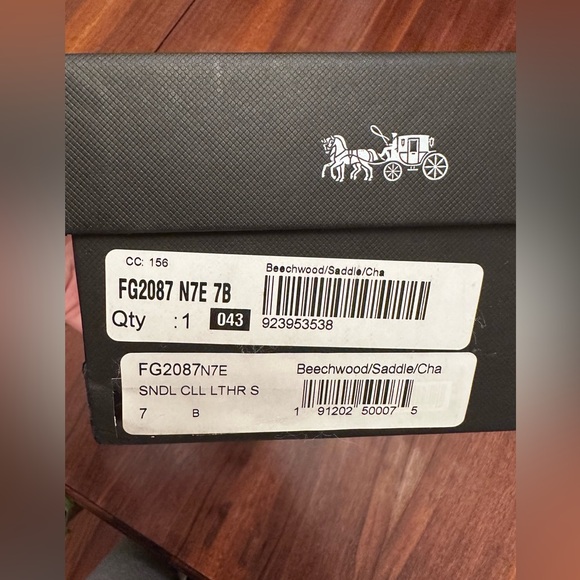 CC: 156
Beechwood/Saddle/Cha
FG2087 N7E 7B
Qty :1 043
923953538
FG2087N7E
Beechwood/Saddle/Cha
SNDL CLL LTHR S
7 B
1 91202 50007 5